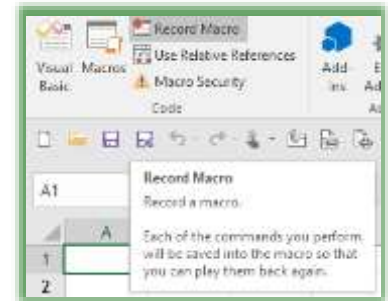 Record Macro
Use Relative References
Macro Security
Visual Basic
Macros
Add-ins
Code
A1
Record Macro
Record a macro.
Each of the commands you perform
will be saved into the macro so that
you can play them back again.
A
1
2